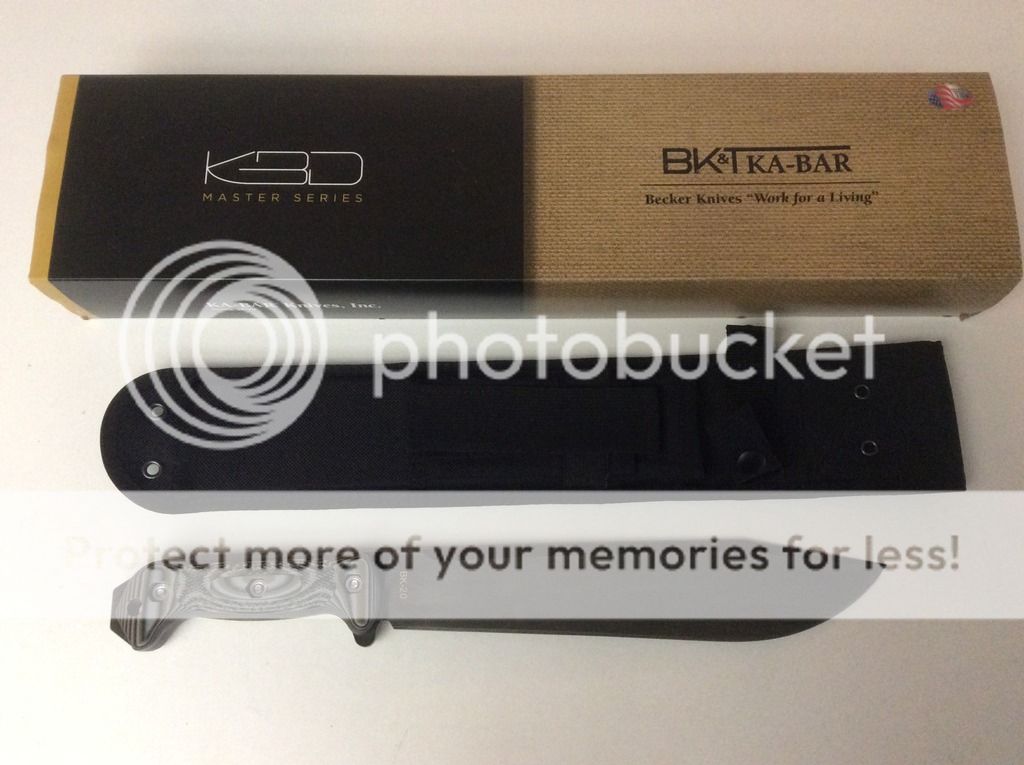 KBD
MASTER SERIES
BK&T KA-BAR
Becker Knives "Work for a Living"
KA-BAR Knives, Inc.
photobucket
Protect more of your memories for less!
BK20